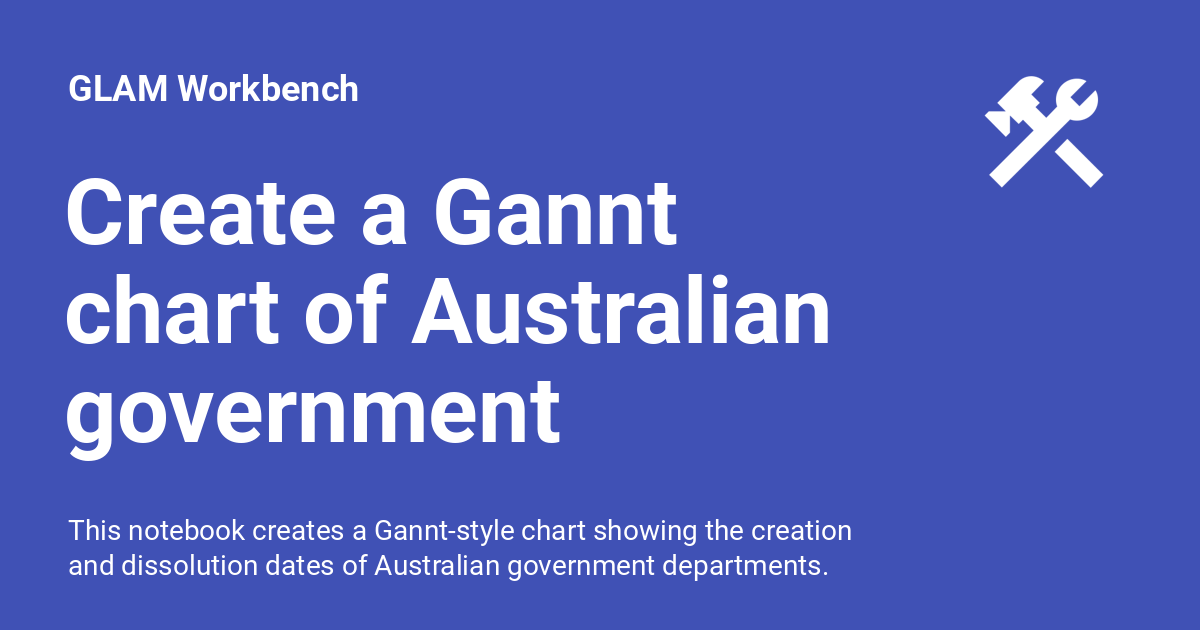 GLAM Workbench
Create a Gannt
chart of Australian
government
This notebook creates a Gannt-style chart showing the creation
and dissolution dates of Australian government departments.